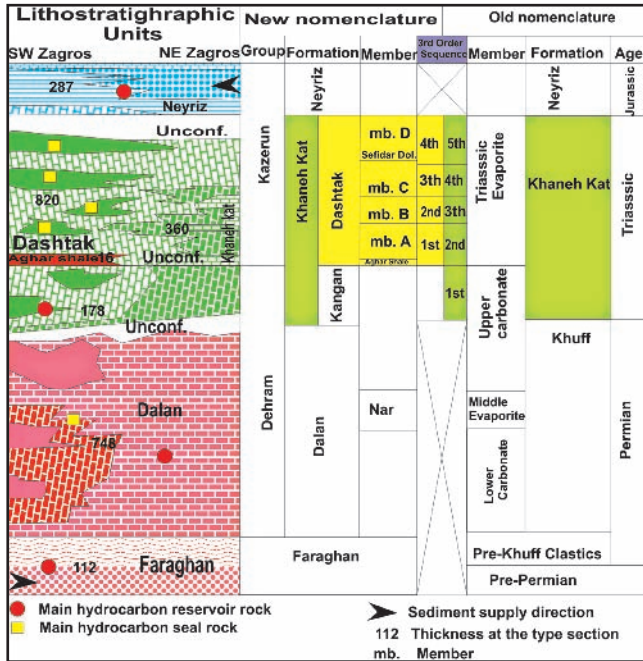 Lithostratighraphic
Units
New nomenclature
Old nomenclature
SW Zagros
NE Zagros
Group
Formation
Member
3rd Order
Sequence
Member
Formation
Age
287
Neyriz
Unconf.
820
360
Khaneh kat
Dashtak
Aghar shale16
Unconf.
178
Unconf.
Dalan
748
Faraghan
112
Kazerun
Dehram
Neyriz
Khaneh Kat
Dashtak
Kangan
Dalan
Faraghan
mb. D
Sefidar Dol.
mb. C
mb. B
mb. A
Aghar Shale
Nar
4th
5th
3th
4th
2nd
3th
1st
2nd
1st
Triasssic
Evaporite
Upper
carbonate
Middle
Evaporite
Lower
Carbonate
Pre-Khuff Clastics
Pre-Permian
Neyriz
Khaneh Kat
Khuff
Jurassic
Triasssic
Permian
Main hydrocarbon reservoir rock
Main hydrocarbon seal rock
Sediment supply direction
112 Thickness at the type section
mb. Member